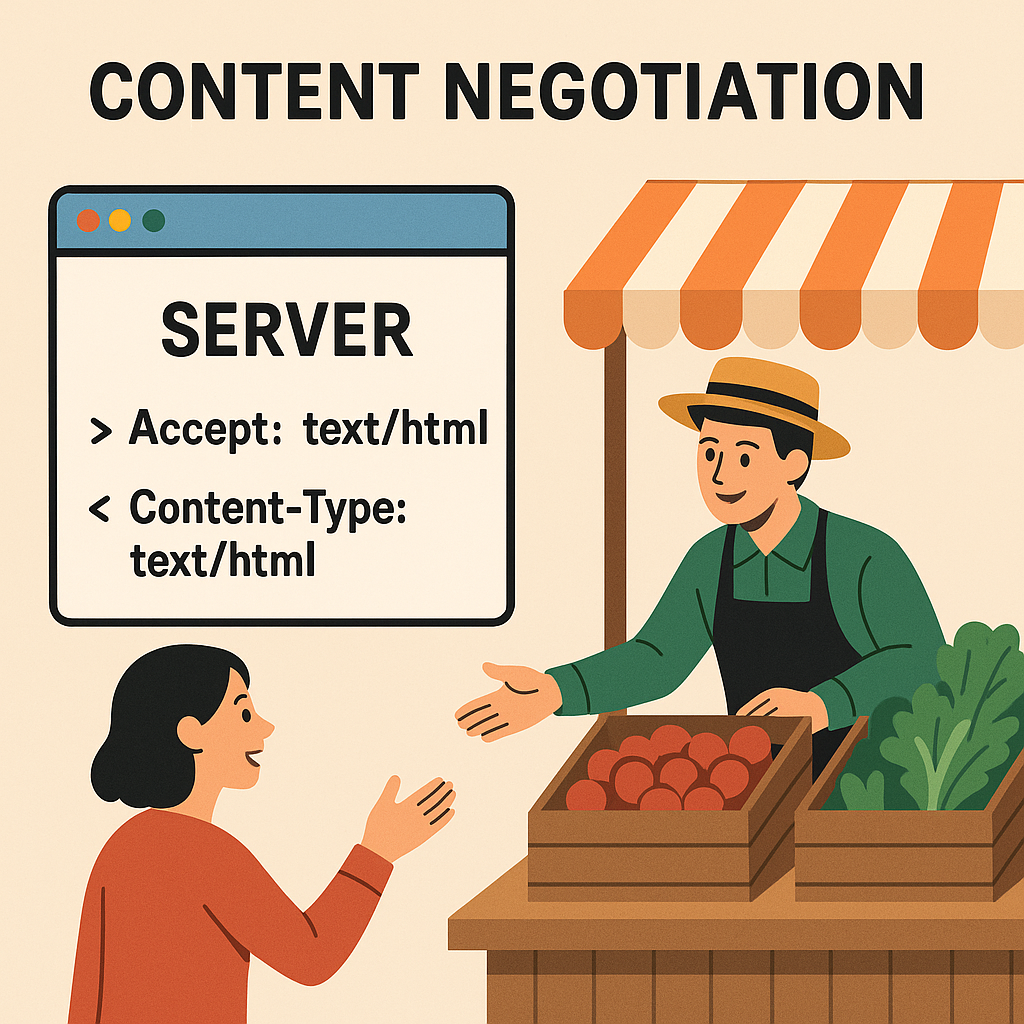 CONTENT NEGOTIATION
SERVER
> Accept: text/html
< Content-Type:
text/html